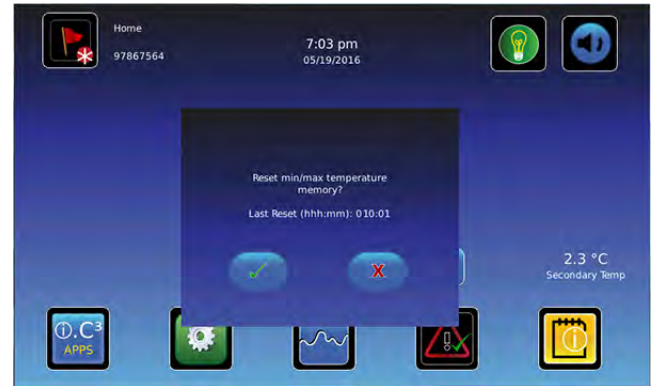 Home
97867564
7:03 pm
05/19/2016
Reset min/max temperature
memory?
Last Reset (hhh:mm): 010:01
X
2.3 °C
Secondary Temp
i.C³
APPS